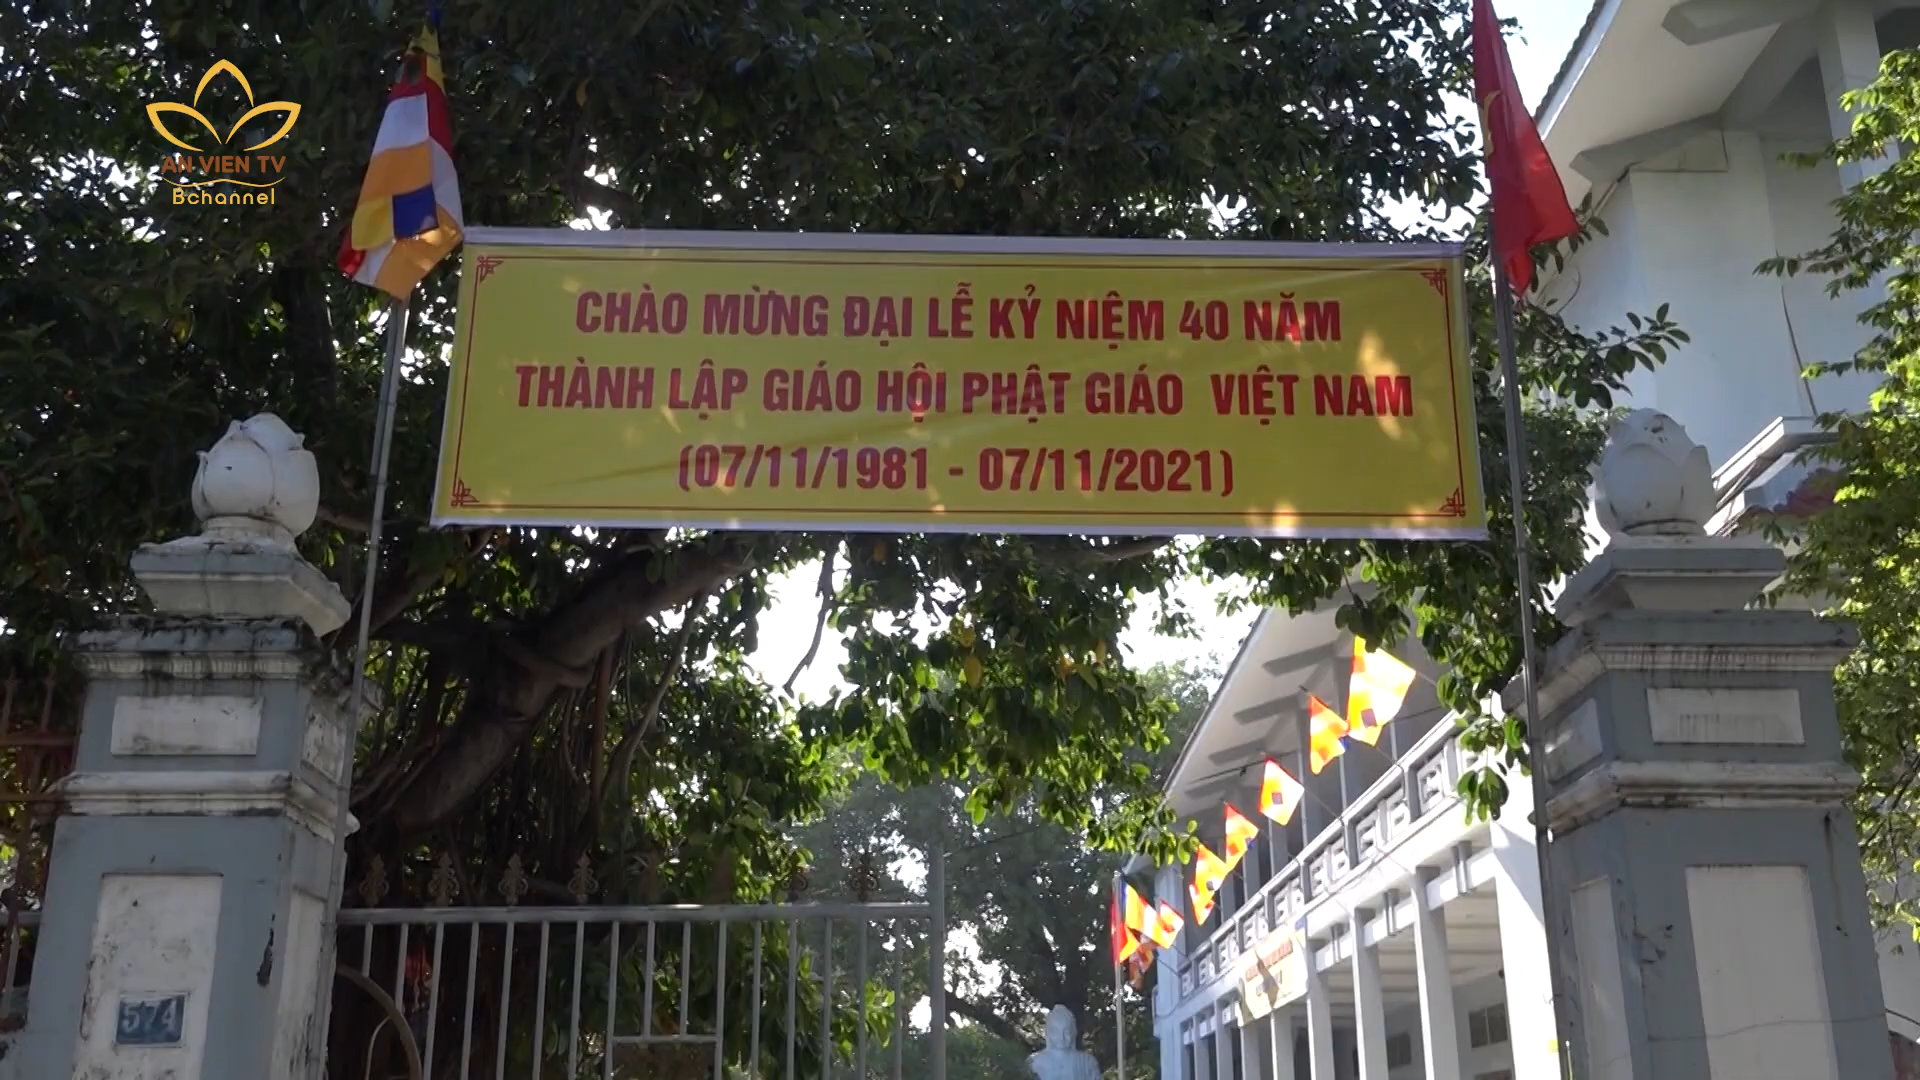 AN VIEN TV
Bchannel
CHÀO MỪNG ĐẠI LỄ KỶ NIỆM 40 NĂM
THÀNH LẬP GIÁO HỘI PHẬT GIÁO VIỆT NAM
(07/11/1981 - 07/11/2021)
574